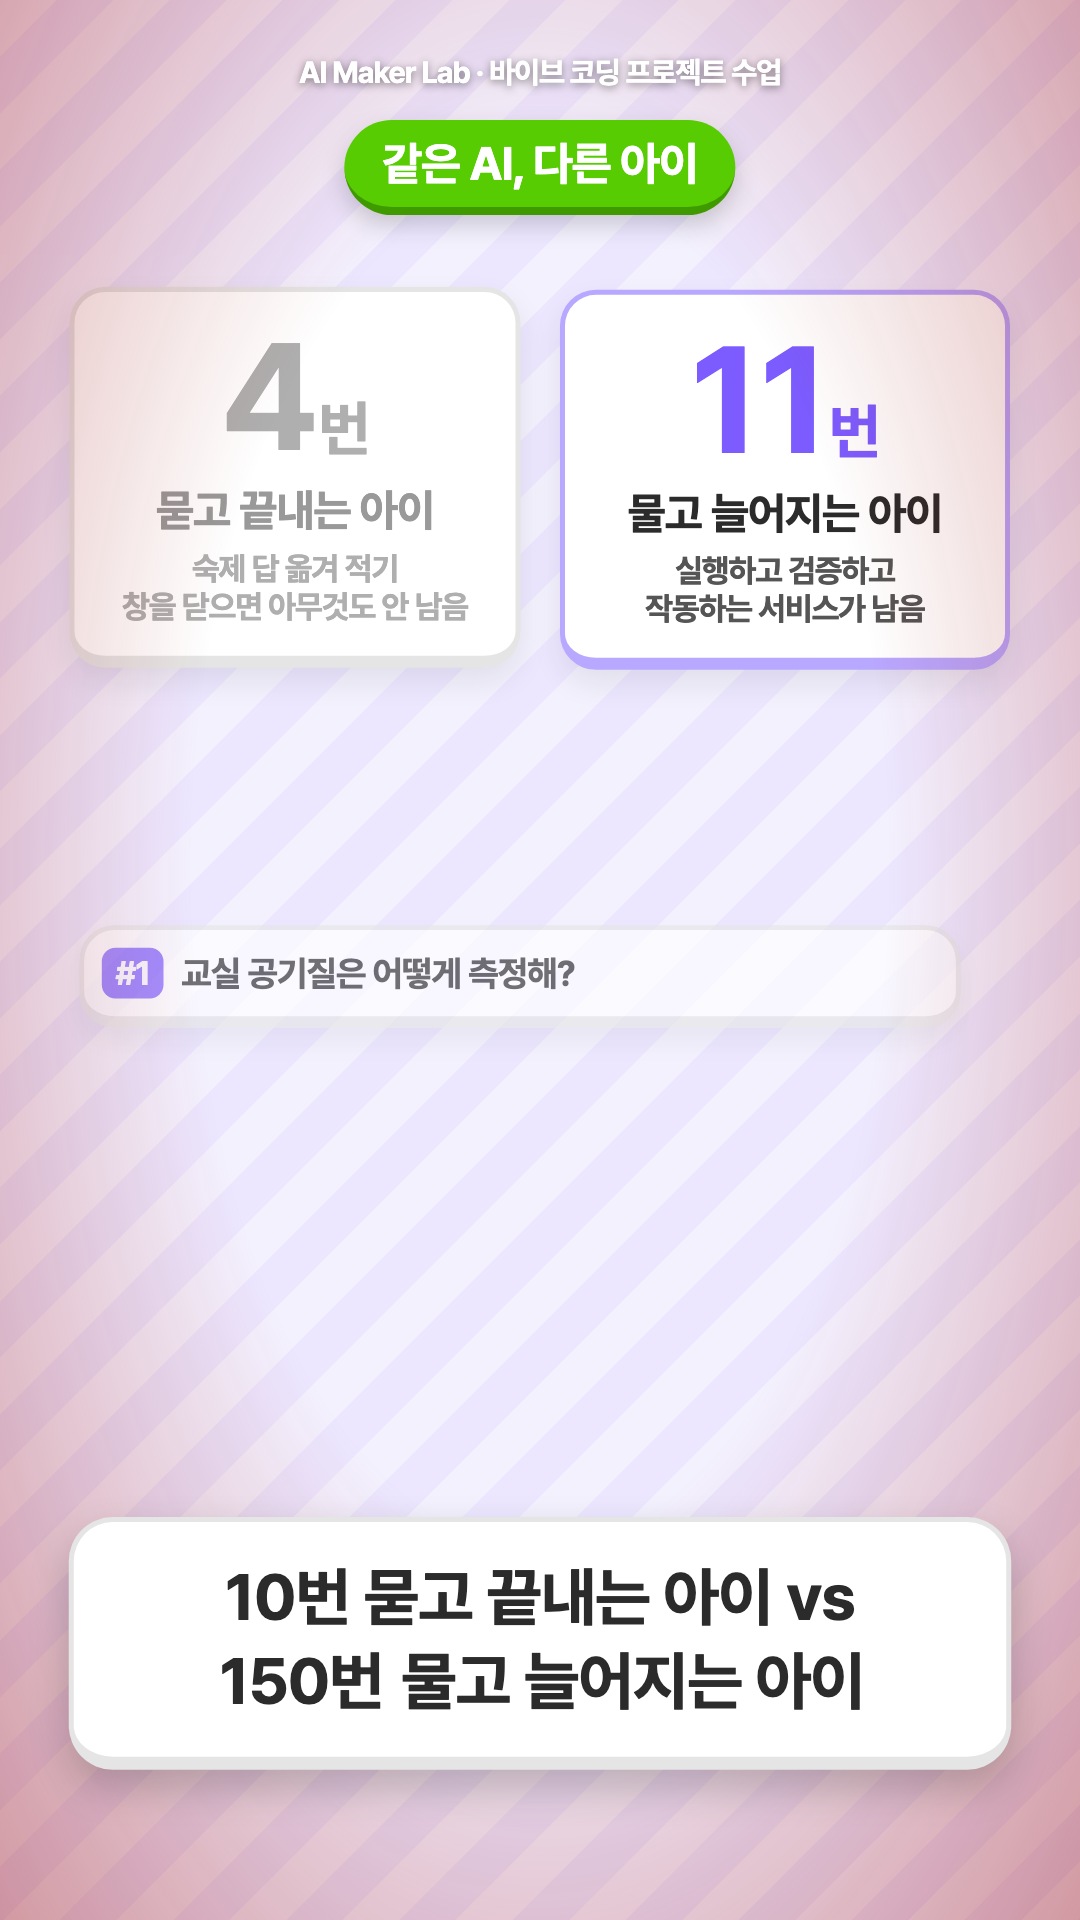 AI Maker Lab · 바이브 코딩 프로젝트 수업
같은 AI, 다른 아이
4번
묻고 끝내는 아이
숙제 답 옮겨 적기
창을 닫으면 아무것도 안 남음
11번
물고 늘어지는 아이
실행하고 검증하고
작동하는 서비스가 남음
#1 교실 공기질은 어떻게 측정해?
10번 묻고 끝내는 아이 vs
150번 물고 늘어지는 아이